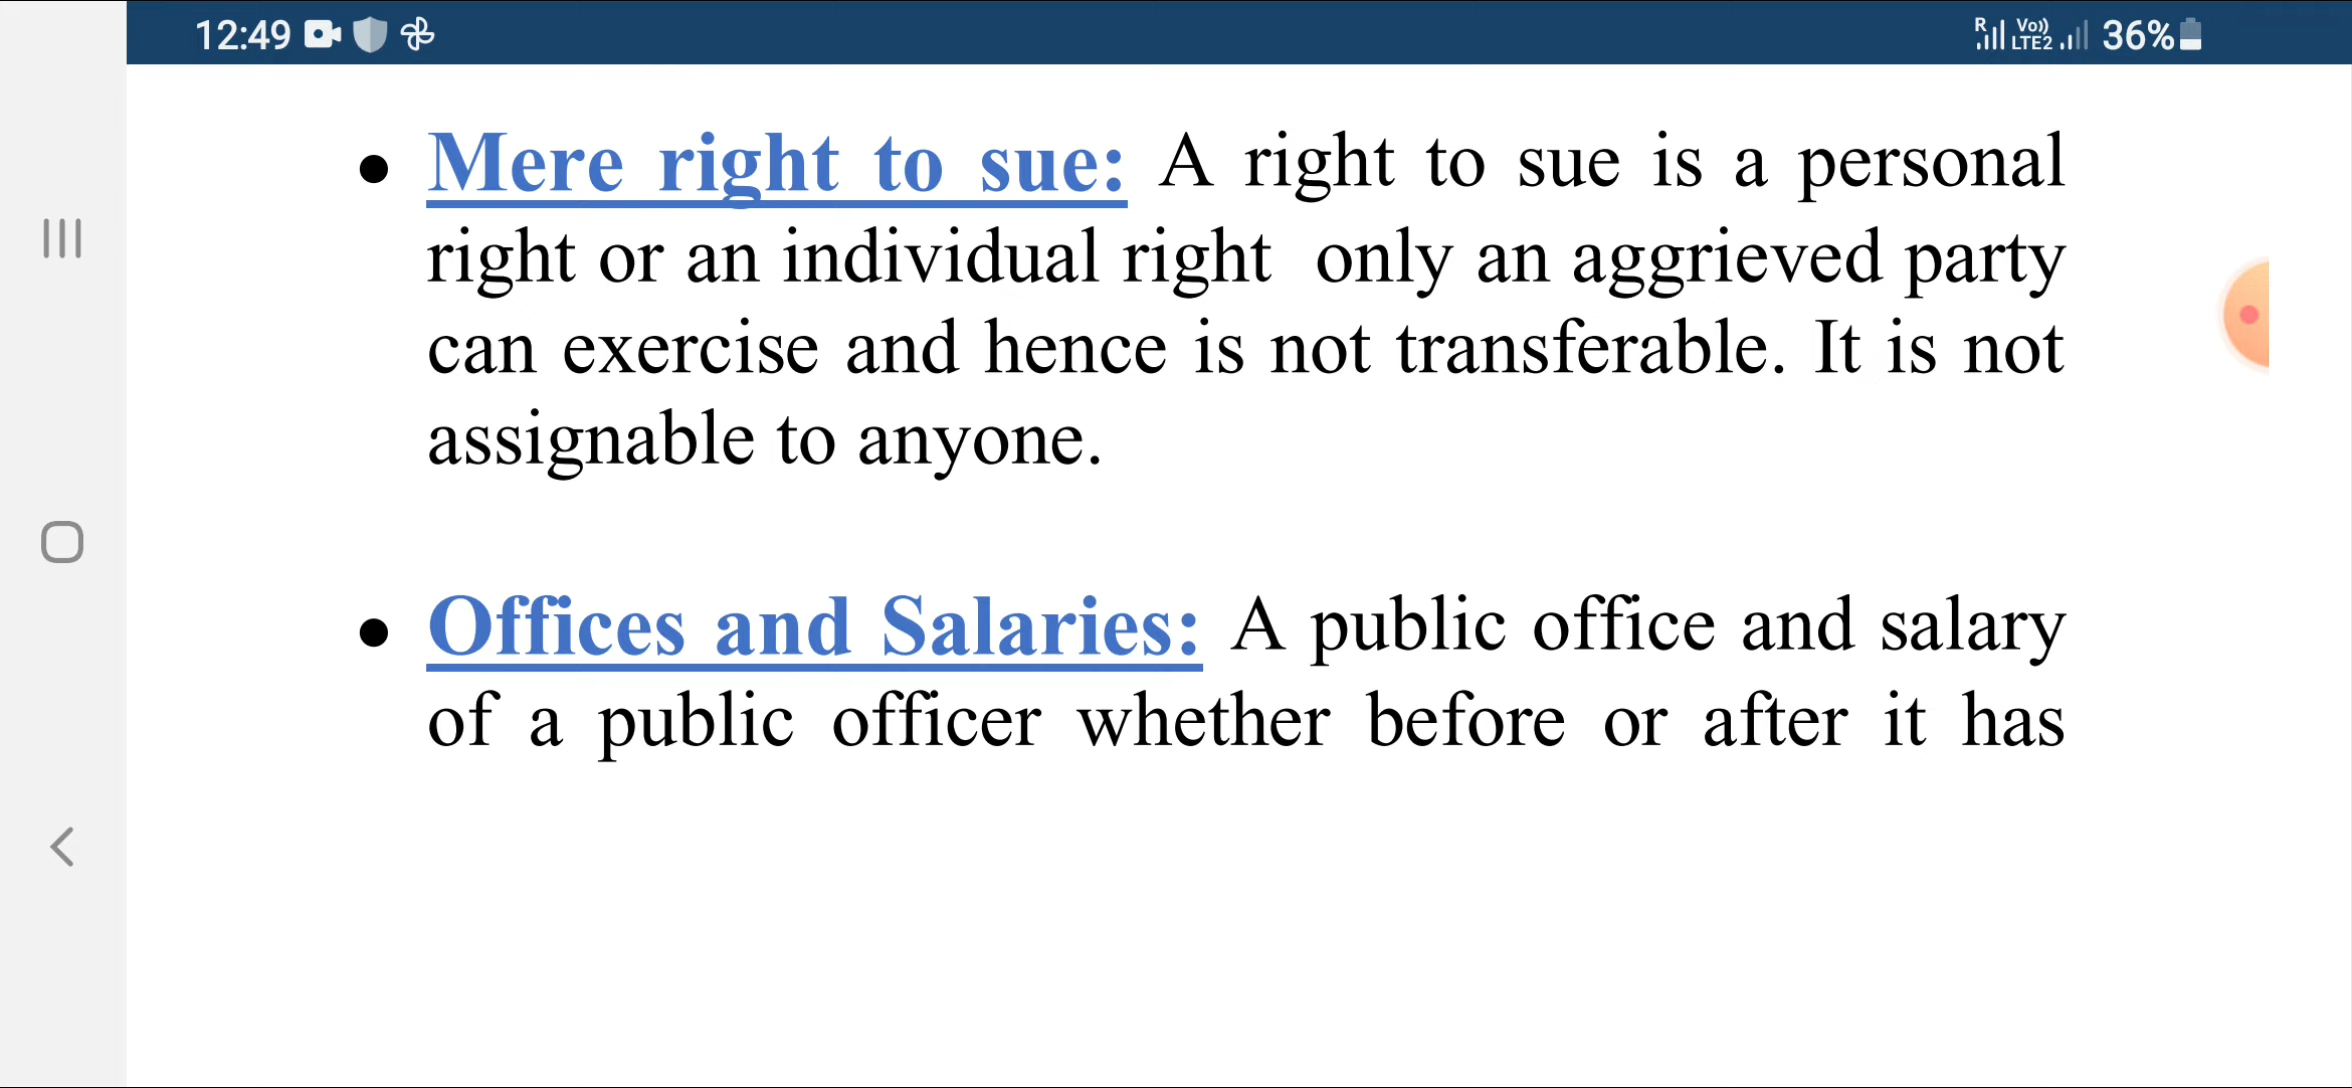 12:49 R Vo)) LTE2 36%
• Mere right to sue: A right to sue is a personal
right or an individual right only an aggrieved party
can exercise and hence is not transferable. It is not
assignable to anyone.
• Offices and Salaries: A public office and salary
of a public officer whether before or after it has